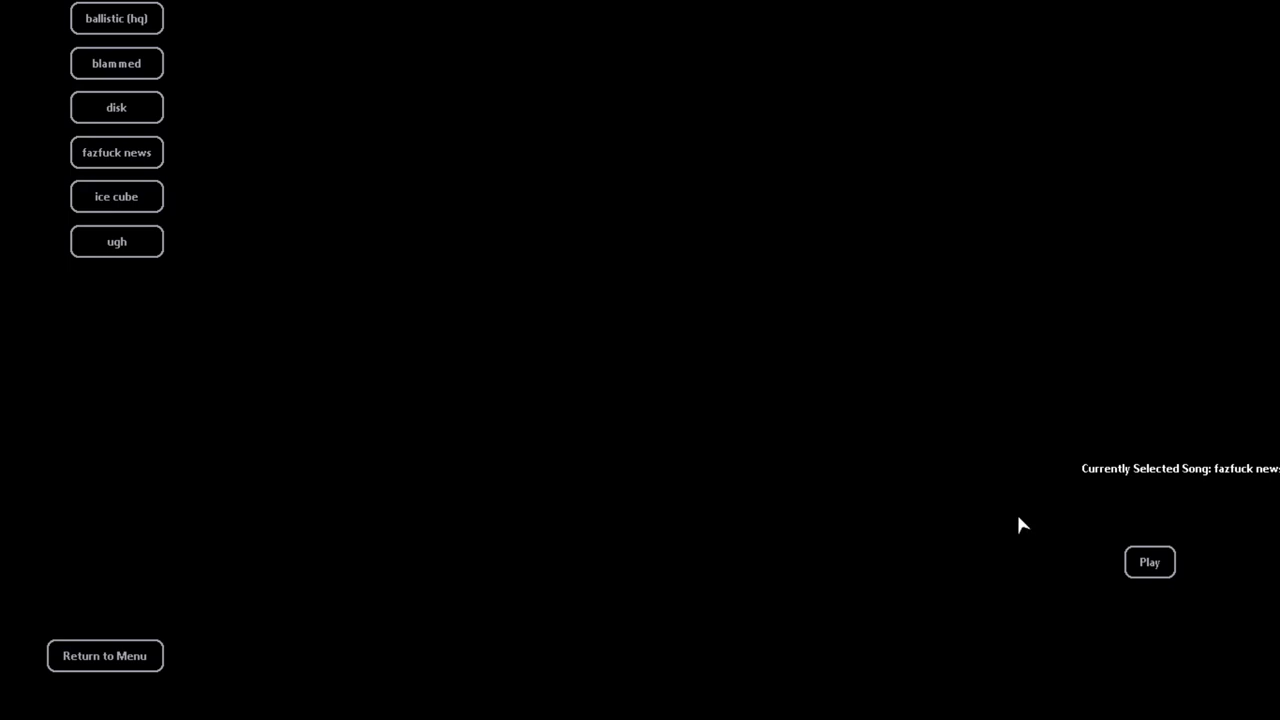 ballistic (hq)
blammed
disk
fazfuck news
ice cube
ugh
Currently Selected Song: fazfuck news
Play
Return to Menu